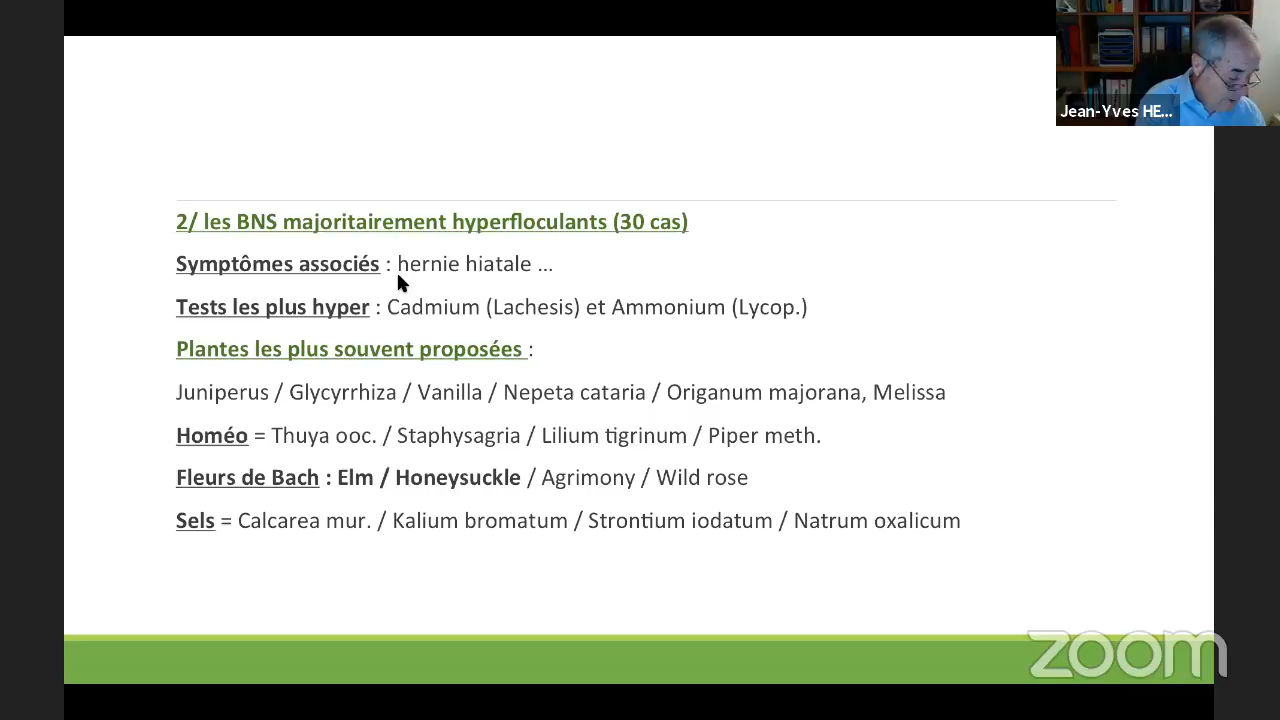 Jean-Yves HE...
2/ les BNS majoritairement hyperfloculants (30 cas)
Symptômes associés : hernie hiatale ...
Tests les plus hyper : Cadmium (Lachesis) et Ammonium (Lycop.)
Plantes les plus souvent proposées :
Juniperus / Glycyrrhiza / Vanilla / Nepeta cataria / Origanum majorana, Melissa
Homéo = Thuya ooc. / Staphysagria / Lilium tigrinum / Piper meth.
Fleurs de Bach : Elm / Honeysuckle / Agrimony / Wild rose
Sels = Calcarea mur. / Kalium bromatum / Strontium iodatum / Natrum oxalicum
zoom